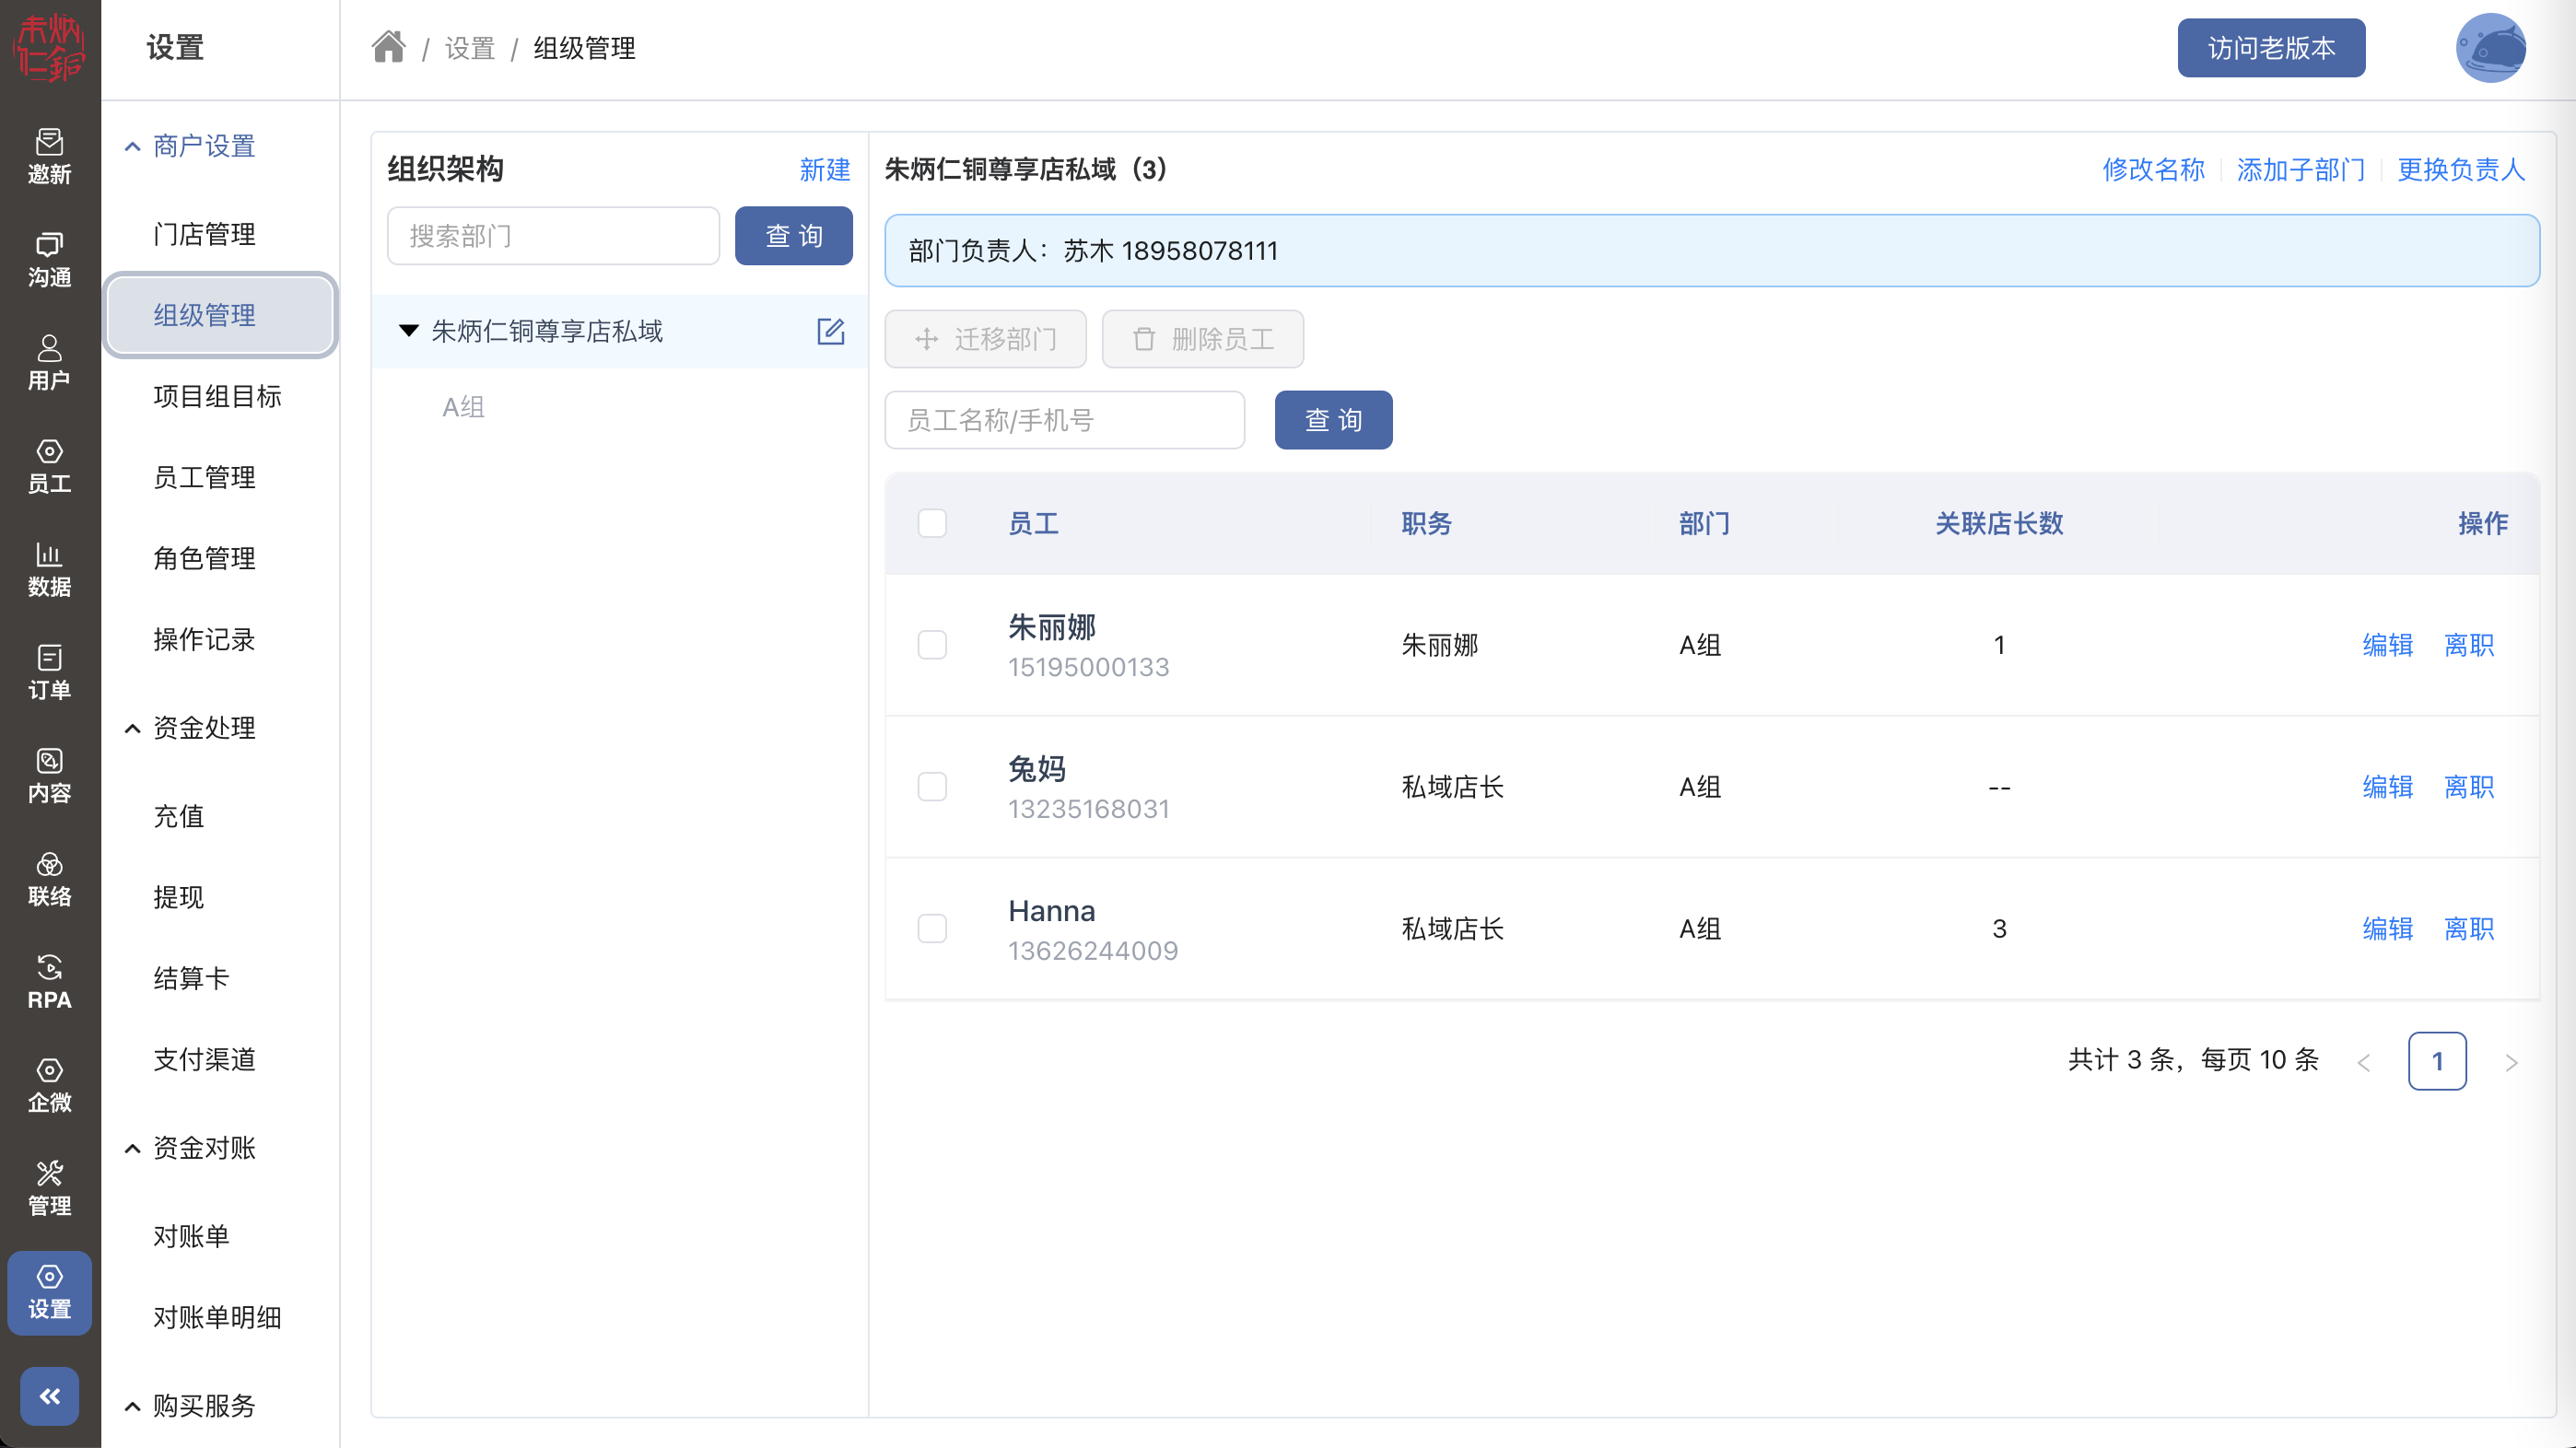 朱炳仁銅
邀新
沟通
用户
员工
数据
订单
内容
联络
RPA
企微
管理
设置
设置
商户设置
门店管理
组级管理
项目组目标
员工管理
角色管理
操作记录
资金处理
充值
提现
结算卡
支付渠道
资金对账
对账单
对账单明细
购买服务
/ 设置 / 组级管理
访问老版本
组织架构 新建
搜索部门 查 询
朱炳仁铜尊享店私域
A组
朱炳仁铜尊享店私域（3） 修改名称 添加子部门 更换负责人
部门负责人：苏木 18958078111
迁移部门 删除员工
员工名称/手机号 查 询
员工 职务 部门 关联店长数 操作
朱丽娜
15195000133
朱丽娜 A组 1 编辑 离职
兔妈
13235168031
私域店长 A组 -- 编辑 离职
Hanna
13626244009
私域店长 A组 3 编辑 离职
共计 3 条，每页 10 条 < 1 >